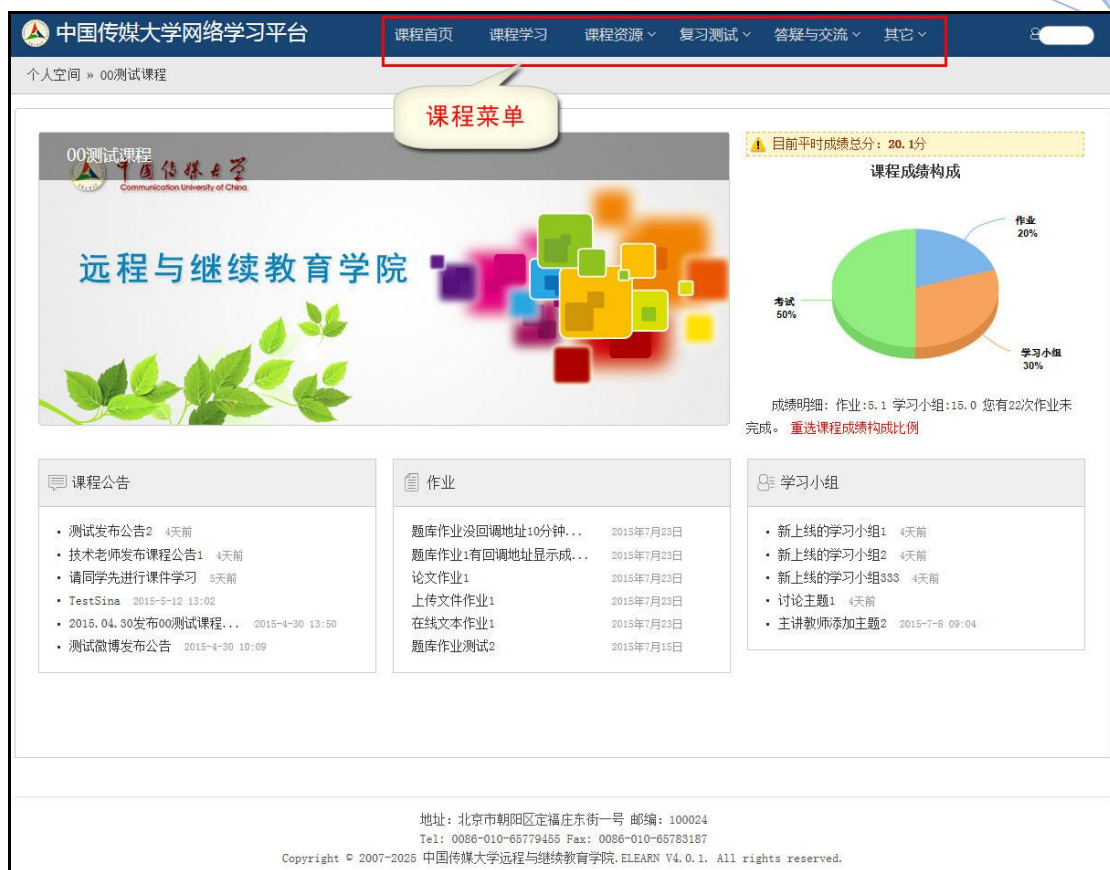 中国传媒大学网络学习平台
课程首页 课程学习 课程资源 复习测试 答疑与交流 其它
个人空间 » 00测试课程
课程菜单
00测试课程
中国传媒大学
Communication University of China
远程与继续教育学院
目前平时成绩总分：20.1分
课程成绩构成
作业
20%
考试
50%
学习小组
30%
成绩明细：作业:5.1 学习小组:15.0 您有22次作业未
完成。 重选课程成绩构成比例
课程公告
· 测试发布公告2 4天前
· 技术老师发布课程公告1 4天前
· 请同学先进行课件学习 5天前
· TestSina 2015-5-12 13:02
· 2015.04.30发布00测试课程... 2015-4-30 13:50
· 测试微博发布公告 2015-4-30 10:09
作业
题库作业没回调地址10分钟... 2015年7月23日
题库作业1有回调地址显示成... 2015年7月23日
论文作业1 2015年7月23日
上传文件作业1 2015年7月23日
在线文本作业1 2015年7月23日
题库作业测试2 2015年7月15日
学习小组
· 新上线的学习小组1 4天前
· 新上线的学习小组2 4天前
· 新上线的学习小组333 4天前
· 讨论主题1 4天前
· 主讲教师添加主题2 2015-7-8 09:04
地址：北京市朝阳区定福庄东街一号 邮编：100024
Tel: 0086-010-65779455 Fax: 0086-010-65783187
Copyright © 2007-2025 中国传媒大学远程与继续教育学院.ELEARN V4.0.1. All rights reserved.